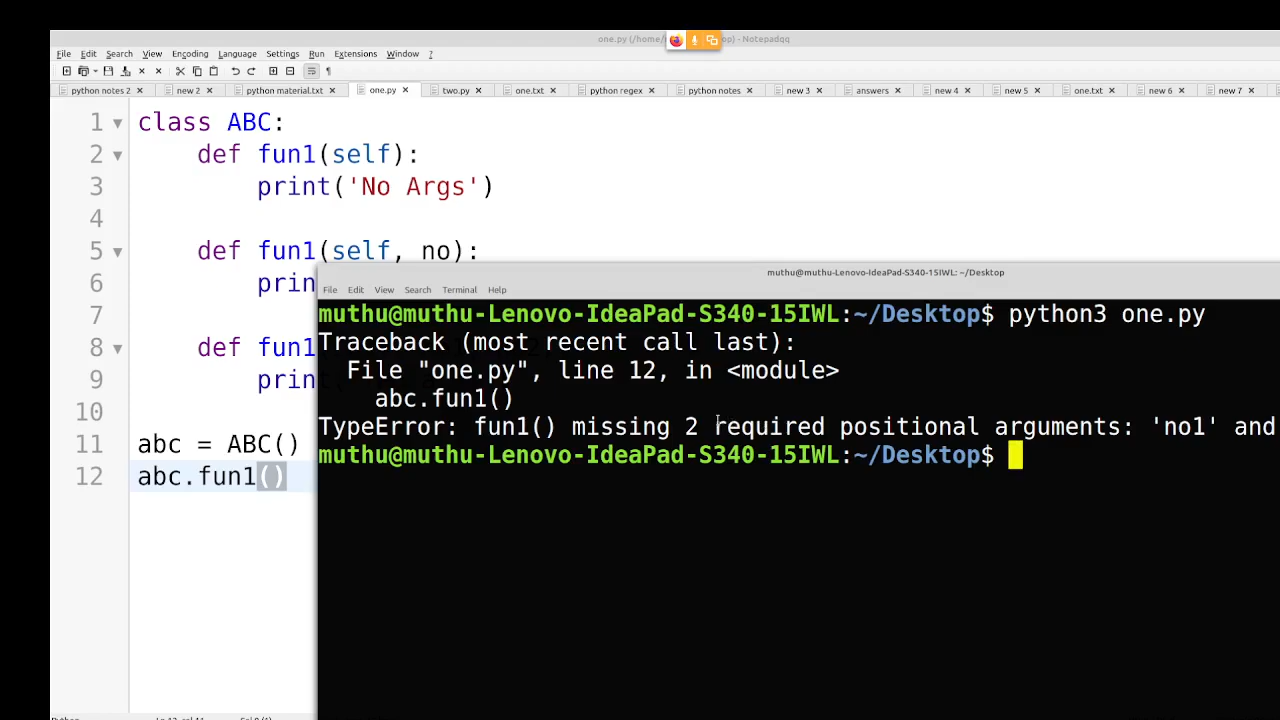 one.py (/home/ p) - Notepadqq
File Edit Search View Encoding Language Settings Run Extensions Window ?
python notes 2 new 2 python material.txt one.py two.py one.txt python regex python notes new 3 answers new 4 new 5 one.txt new 6 new 7
1 class ABC:
2 def fun1(self):
3 print('No Args')
4
5 def fun1(self, no):
6 prin
7
8 def fun1
9 prin
10
11 abc = ABC()
12 abc.fun1()
muthu@muthu-Lenovo-IdeaPad-S340-15IWL: ~/Desktop
File Edit View Search Terminal Help
muthu@muthu-Lenovo-IdeaPad-S340-15IWL:~/Desktop$ python3 one.py
Traceback (most recent call last):
File "one.py", line 12, in <module>
abc.fun1()
TypeError: fun1() missing 2 required positional arguments: 'no1' and
muthu@muthu-Lenovo-IdeaPad-S340-15IWL:~/Desktop$